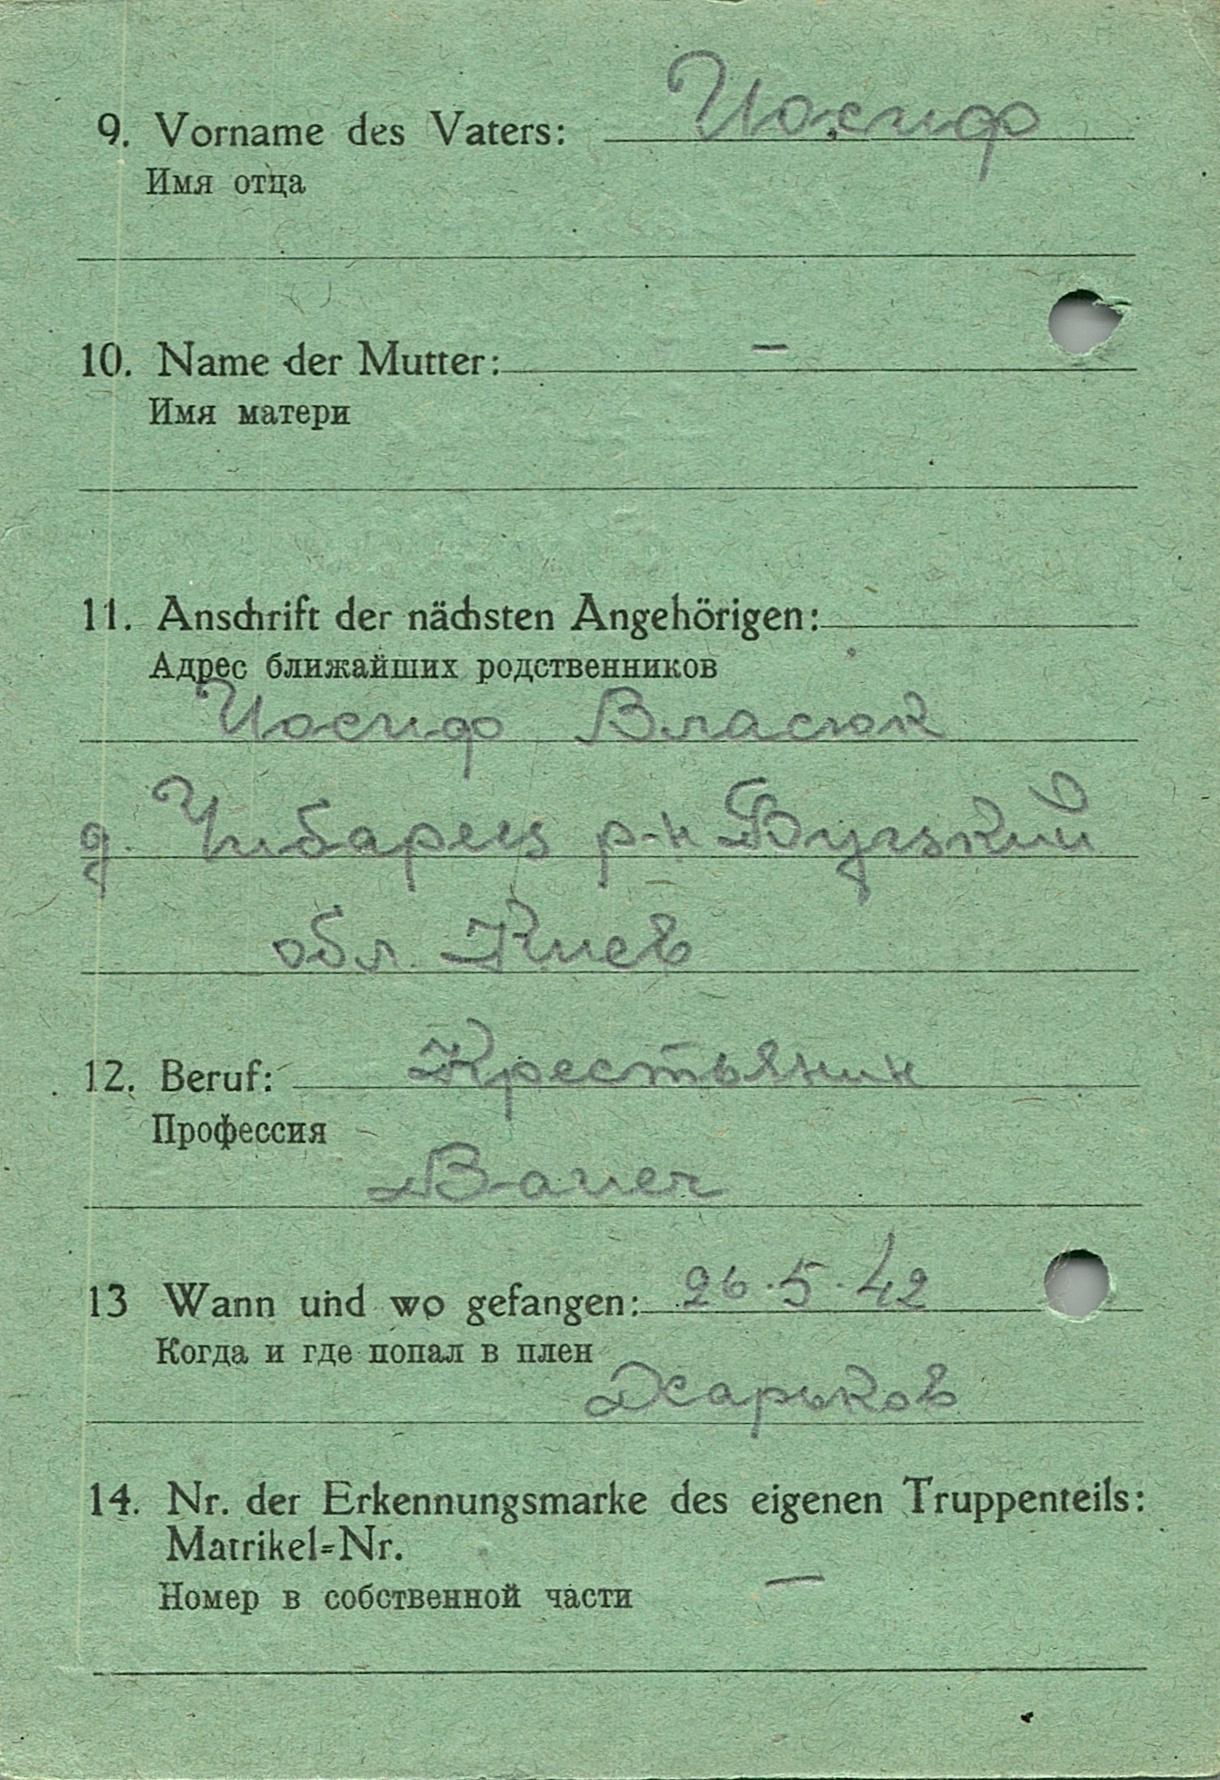 9. Vorname des Vaters: Иосиф
Имя отца
10. Name der Mutter: –
Имя матери
11. Anschrift der nächsten Angehörigen:
Адрес ближайших родственников
Иосиф Власюк
д. р-н
обл. Киев
12. Beruf: Крестьянин
Профессия
Bauer
13 Wann und wo gefangen: 26.5.42
Когда и где попал в плен
Харьков
14. Nr. der Erkennungsmarke des eigenen Truppenteils:
Matrikel=Nr.
Номер в собственной части –